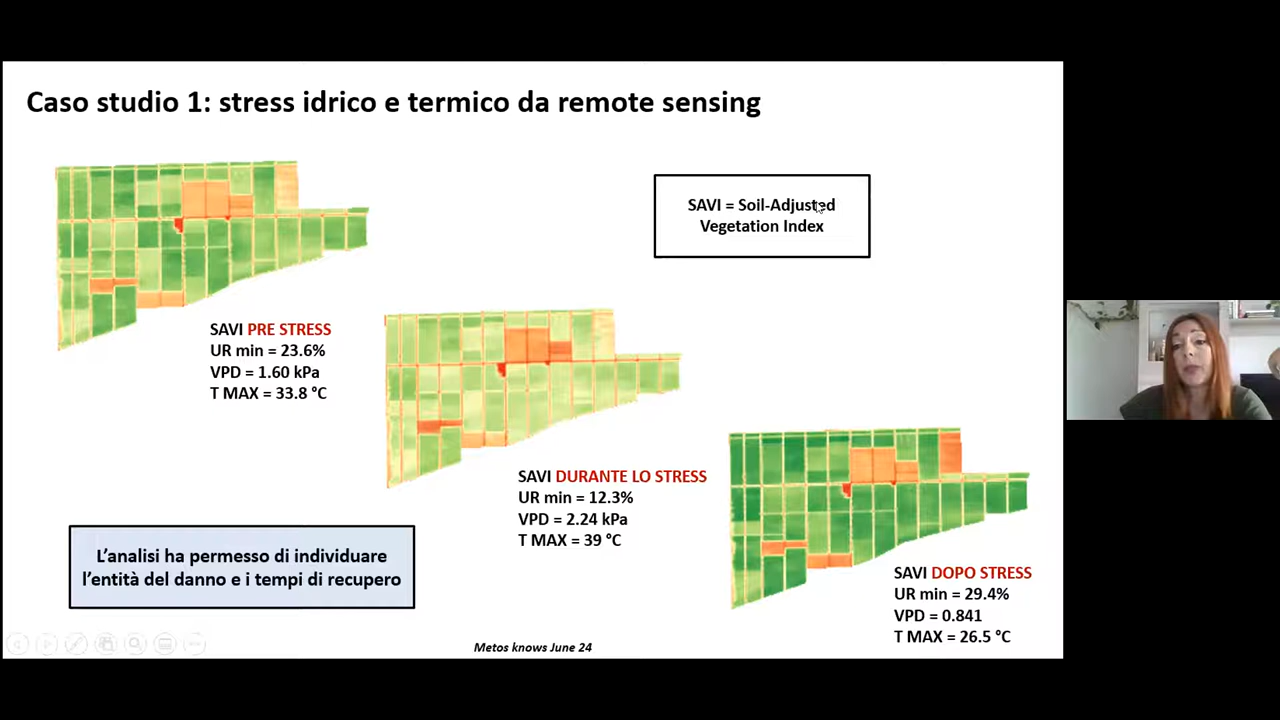 Caso studio 1: stress idrico e termico da remote sensing
SAVI = Soil-Adjusted
Vegetation Index
SAVI PRE STRESS
UR min = 23.6%
VPD = 1.60 kPa
T MAX = 33.8 °C
SAVI DURANTE LO STRESS
UR min = 12.3%
VPD = 2.24 kPa
T MAX = 39 °C
L’analisi ha permesso di individuare
l’entità del danno e i tempi di recupero
SAVI DOPO STRESS
UR min = 29.4%
VPD = 0.841
T MAX = 26.5 °C
Metos knows June 24